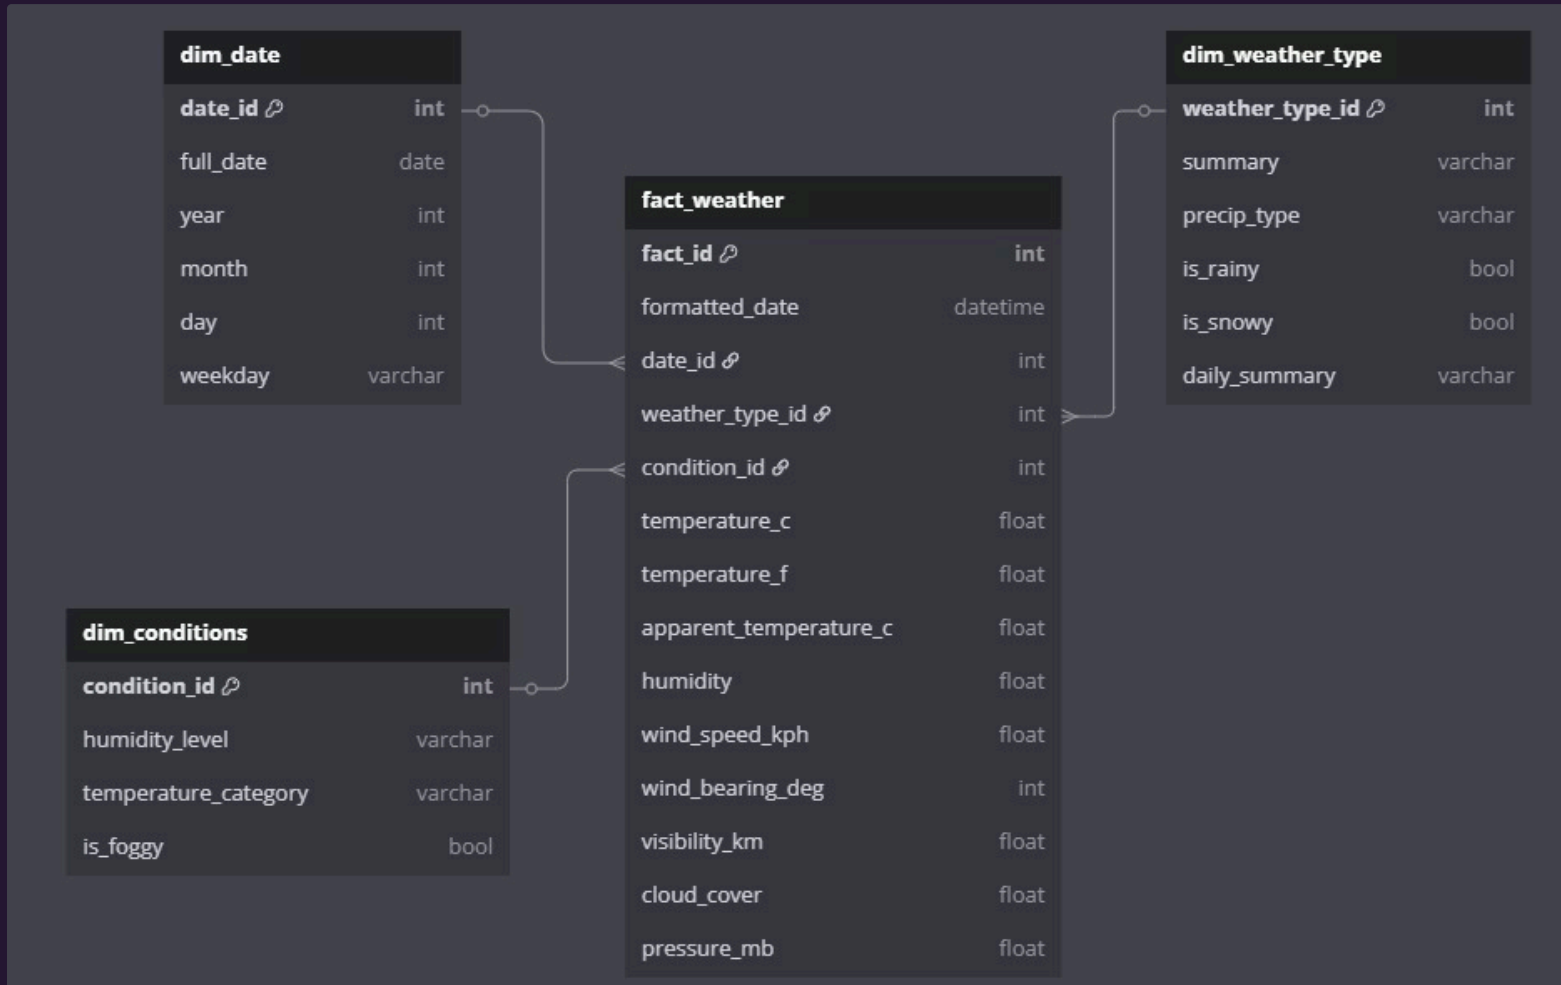 dim_date
date_id int
full_date date
year int
month int
day int
weekday varchar
dim_weather_type
weather_type_id int
summary varchar
precip_type varchar
is_rainy bool
is_snowy bool
daily_summary varchar
fact_weather
fact_id int
formatted_date datetime
date_id int
weather_type_id int
condition_id int
temperature_c float
temperature_f float
apparent_temperature_c float
humidity float
wind_speed_kph float
wind_bearing_deg int
visibility_km float
cloud_cover float
pressure_mb float
dim_conditions
condition_id int
humidity_level varchar
temperature_category varchar
is_foggy bool